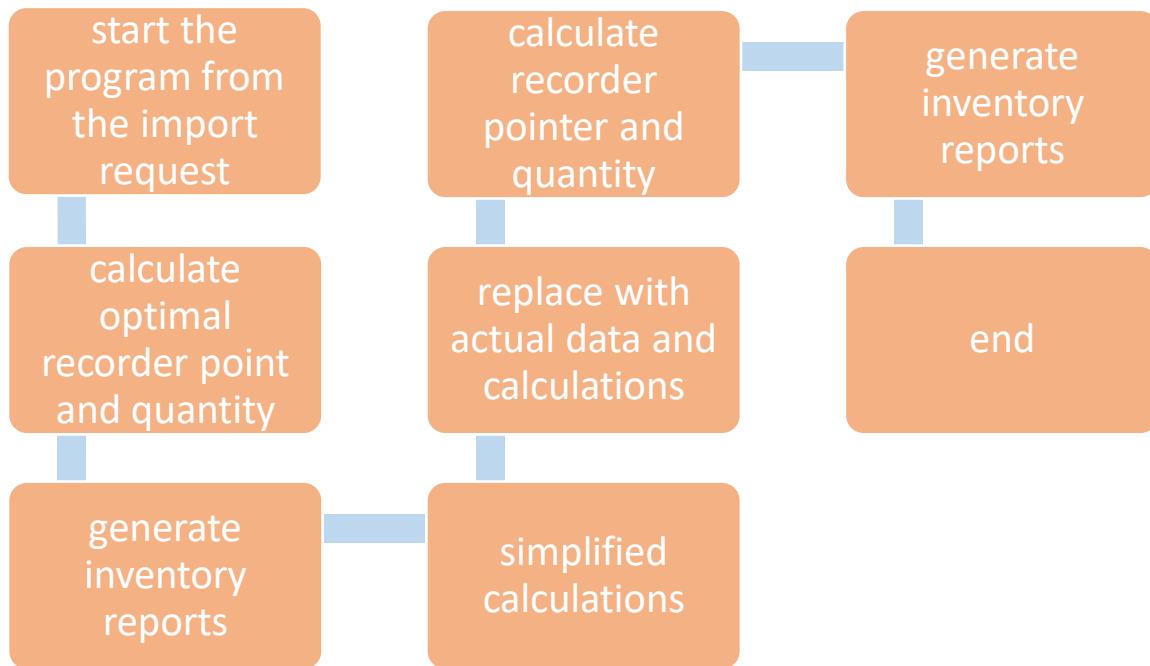 start the
program from
the import
request
calculate
optimal
recorder point
and quantity
generate
inventory
reports
simplified
calculations
replace with
actual data and
calculations
calculate
recorder
pointer and
quantity
generate
inventory
reports
end